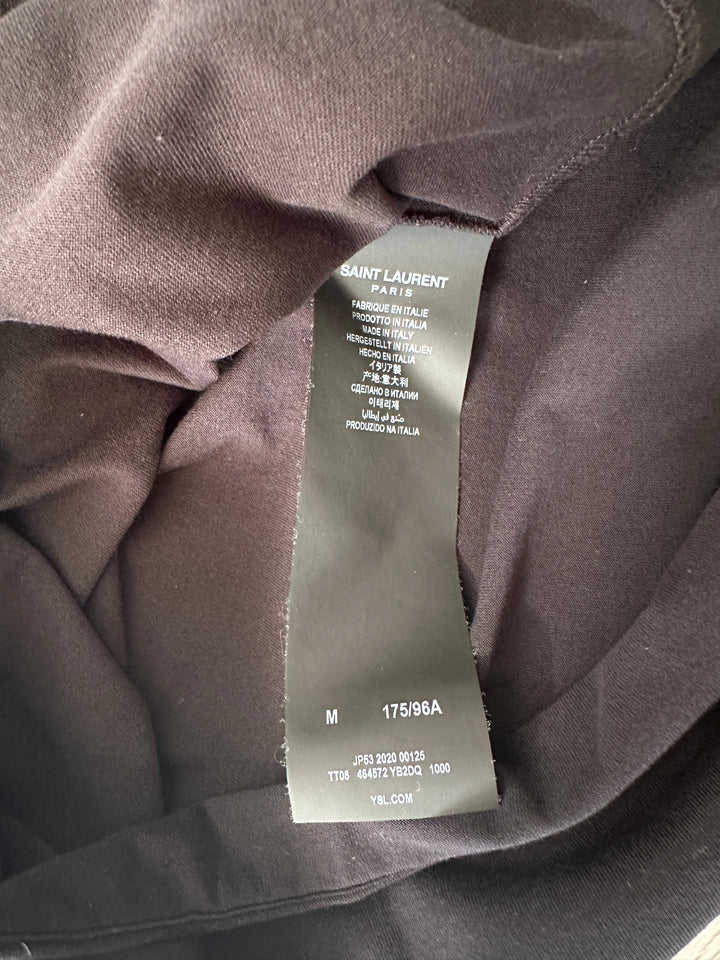 SAINT LAURENT
PARIS
FABRIQUE EN ITALIE
PRODOTTO IN ITALIA
MADE IN ITALY
HERGESTELLT IN ITALIEN
HECHO EN ITALIA
イタリア製
产地:意大利
СДЕЛАНО В ИТАЛИИ
이태리제
صنع في إيطاليا
PRODUZIDO NA ITALIA
M 175/96A
JP53 2020 00125
TT08 464572 YB2DQ 1000
YSL.COM